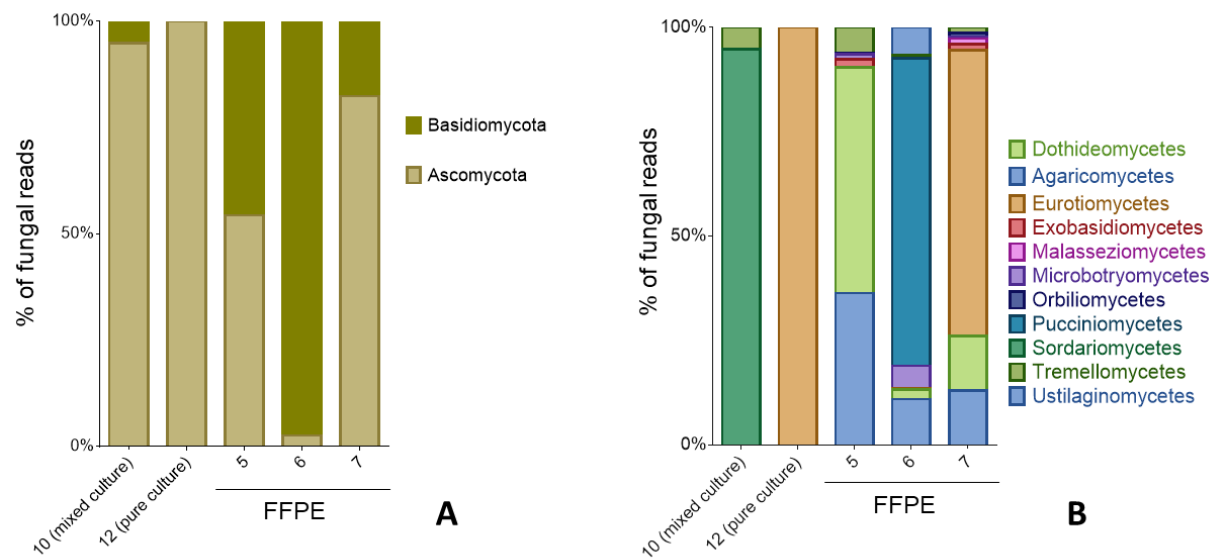 100%
50%
0%
% of fungal reads
Basidiomycota
Ascomycota
10 (mixed culture)
12 (pure culture)
5
6
7
FFPE
A
100%
50%
0%
% of fungal reads
Dothideomycetes
Agaricomycetes
Eurotiomycetes
Exobasidiomycetes
Malasseziomycetes
Microbotryomycetes
Orbiliomycetes
Pucciniomycetes
Sordariomycetes
Tremellomycetes
Ustilaginomycetes
10 (mixed culture)
12 (pure culture)
5
6
7
FFPE
B